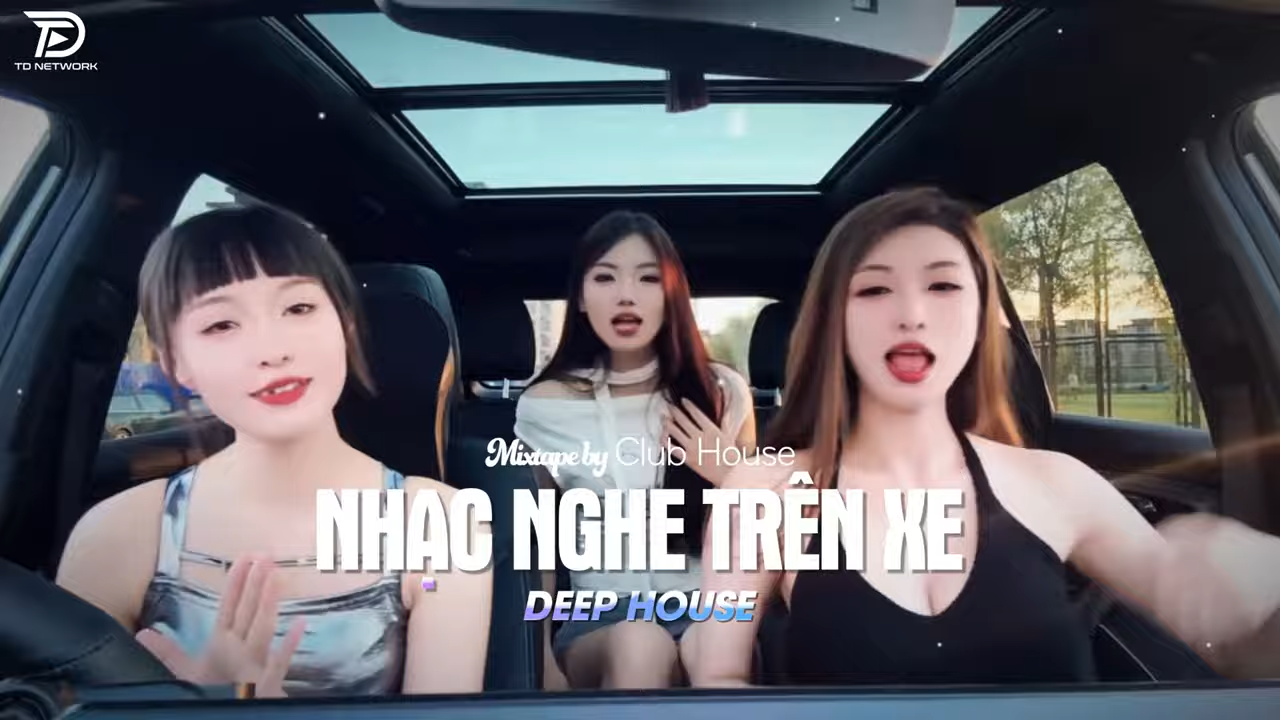 TD NETWORK
Mixtape by Club House
NHẠC NGHE TRÊN XE
DEEP HOUSE